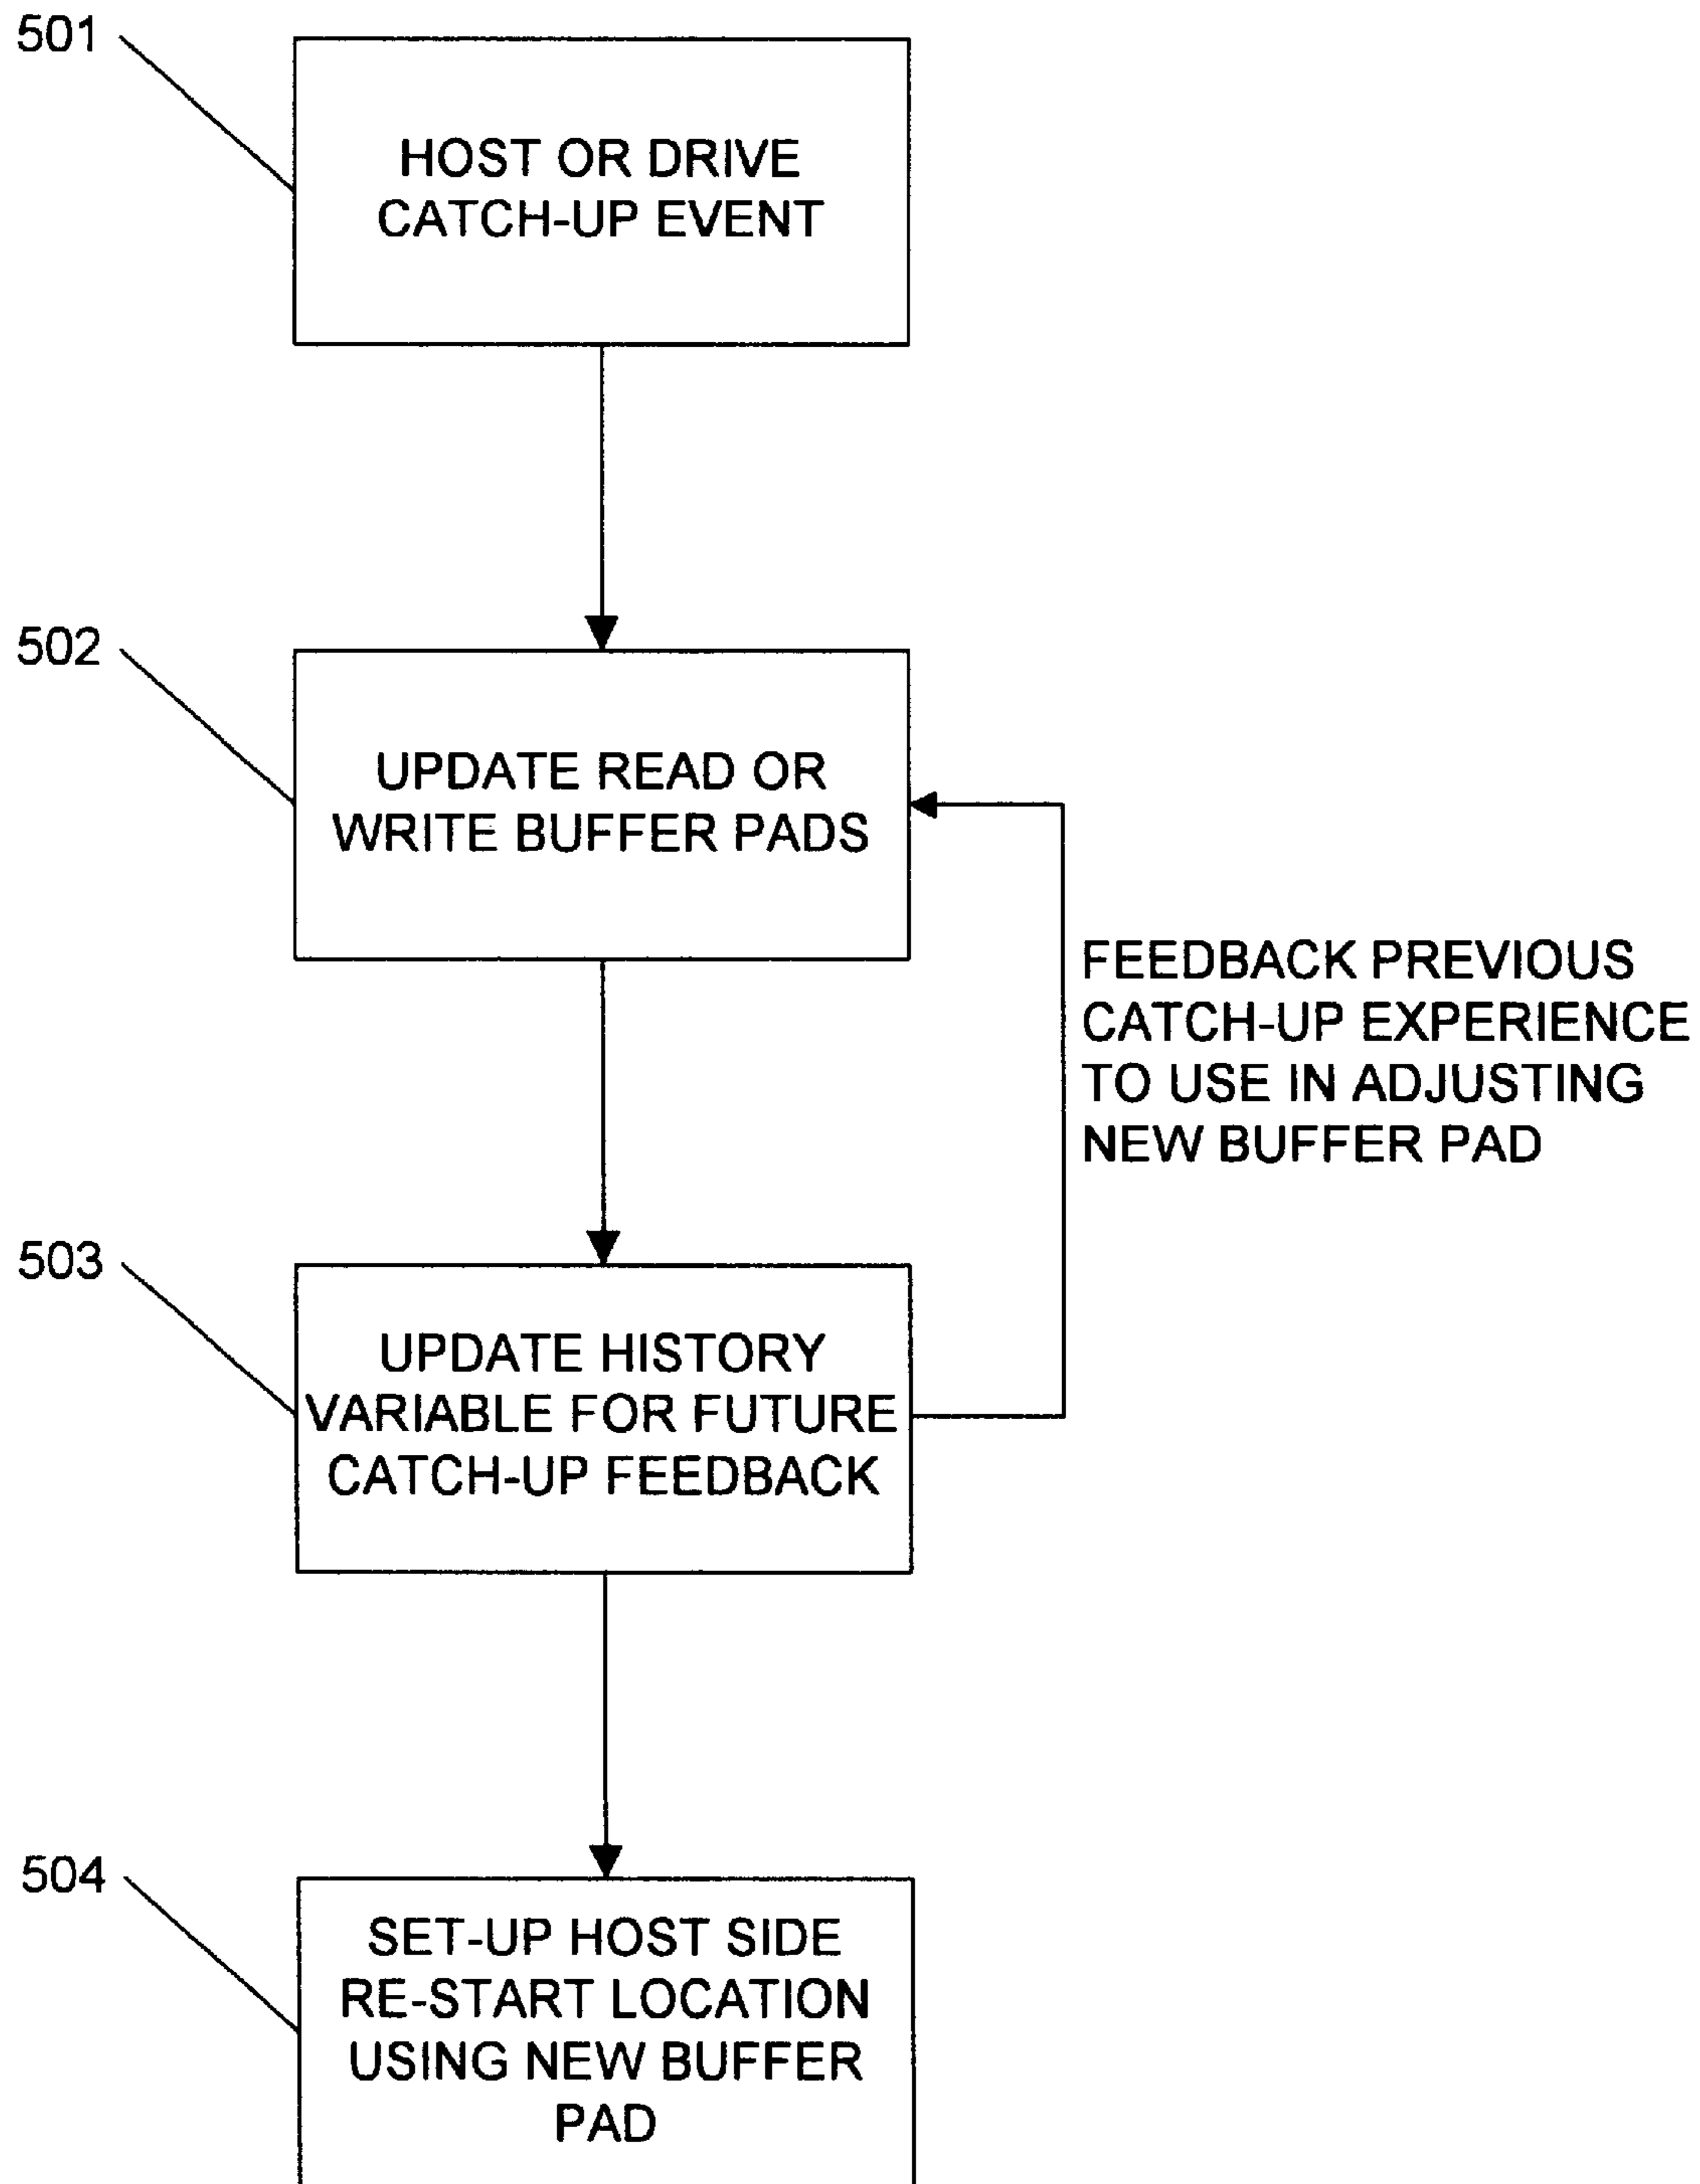 501
HOST OR DRIVE
CATCH-UP EVENT
502
UPDATE READ OR
WRITE BUFFER PADS
FEEDBACK PREVIOUS
CATCH-UP EXPERIENCE
TO USE IN ADJUSTING
NEW BUFFER PAD
503
UPDATE HISTORY
VARIABLE FOR FUTURE
CATCH-UP FEEDBACK
504
SET-UP HOST SIDE
RE-START LOCATION
USING NEW BUFFER
PAD